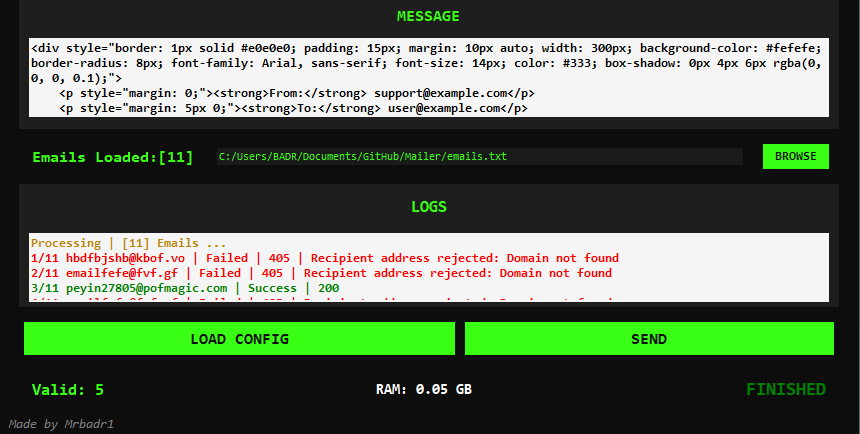 MESSAGE
<div style="border: 1px solid #e0e0e0; padding: 15px; margin: 10px auto; width: 300px; background-color: #fefefe;
border-radius: 8px; font-family: Arial, sans-serif; font-size: 14px; color: #333; box-shadow: 0px 4px 6px rgba(0,
0, 0, 0.1);">
<p style="margin: 0;"><strong>From:</strong> support@example.com</p>
<p style="margin: 5px 0;"><strong>To:</strong> user@example.com</p>
Emails Loaded:[11]
C:/Users/BADR/Documents/GitHub/Mailer/emails.txt
BROWSE
LOGS
Processing | [11] Emails ...
1/11 hbdfbjshb@kbof.vo | Failed | 405 | Recipient address rejected: Domain not found
2/11 emailfefe@fvf.gf | Failed | 405 | Recipient address rejected: Domain not found
3/11 peyin27805@pofmagic.com | Success | 200
LOAD CONFIG
SEND
Valid: 5
RAM: 0.05 GB
FINISHED
Made by Mrbadr1